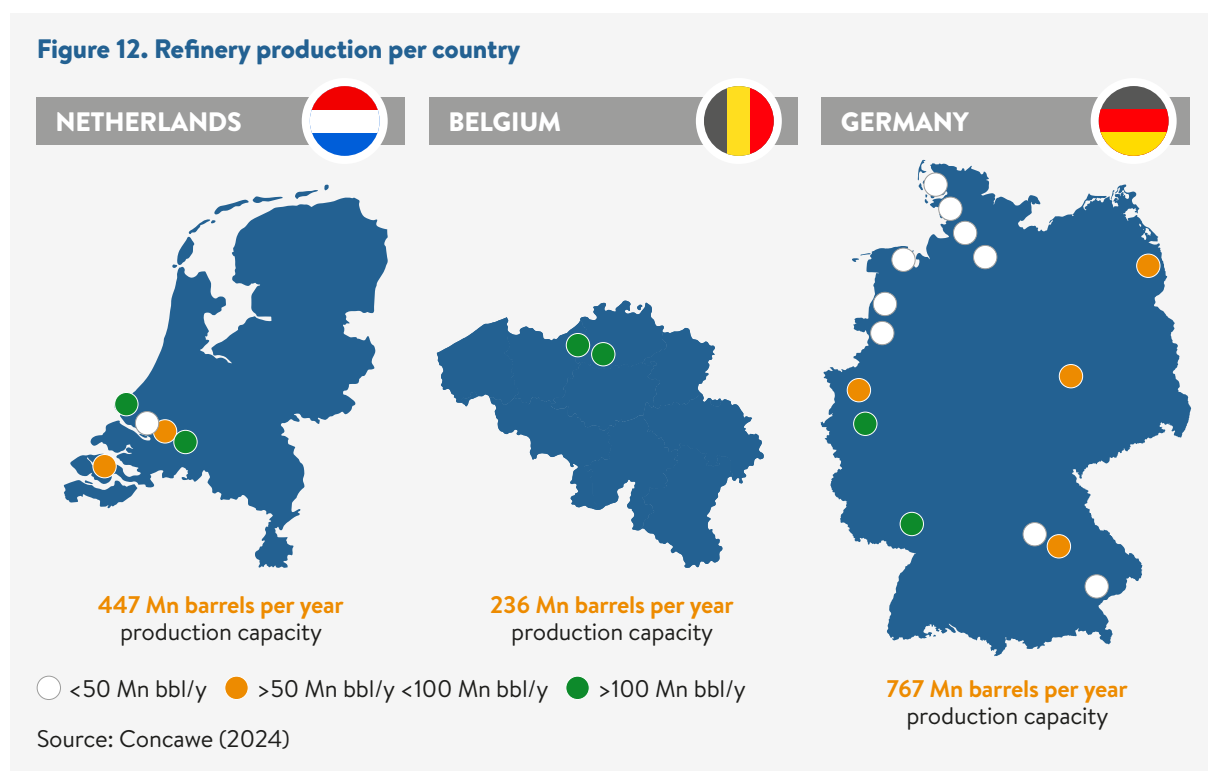 Figure 12. Refinery production per country
NETHERLANDS
BELGIUM
GERMANY
447 Mn barrels per year
production capacity
236 Mn barrels per year
production capacity
767 Mn barrels per year
production capacity
<50 Mn bbl/y >50 Mn bbl/y <100 Mn bbl/y >100 Mn bbl/y
Source: Concawe (2024)